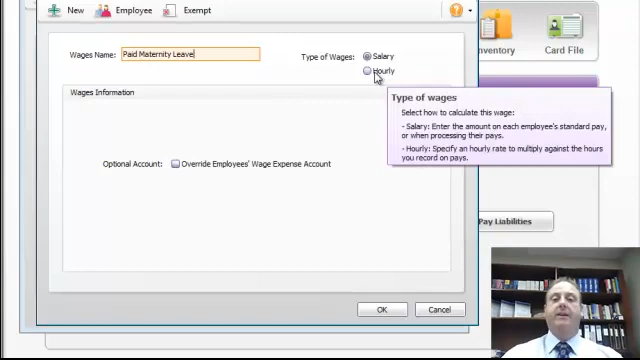 New
Employee
Exempt
Inventory
Card File
Wages Name:
Paid Maternity Leave
Type of Wages:
Salary
Hourly
Wages Information
Type of wages
Select how to calculate this wage:
- Salary: Enter the amount on each employee's standard pay,
or when processing their pays.
- Hourly: Specify an hourly rate to multiply against the hours
you record on pays.
Optional Account:
Override Employees' Wage Expense Account
Pay Liabilities
OK
Cancel